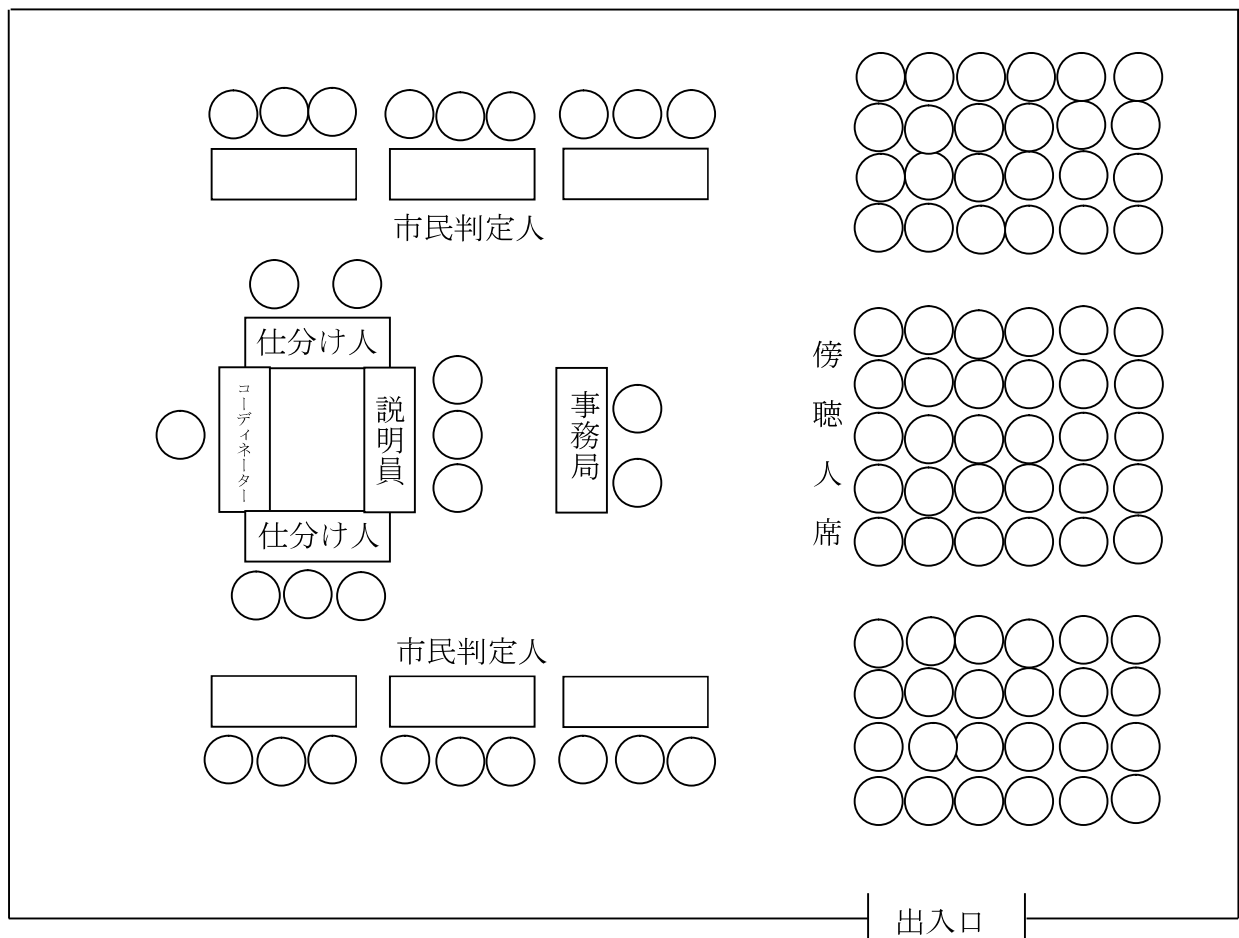 市民判定人
仕分け人
コーディネーター
説明員
事務局
仕分け人
傍聴人席
市民判定人
出入口